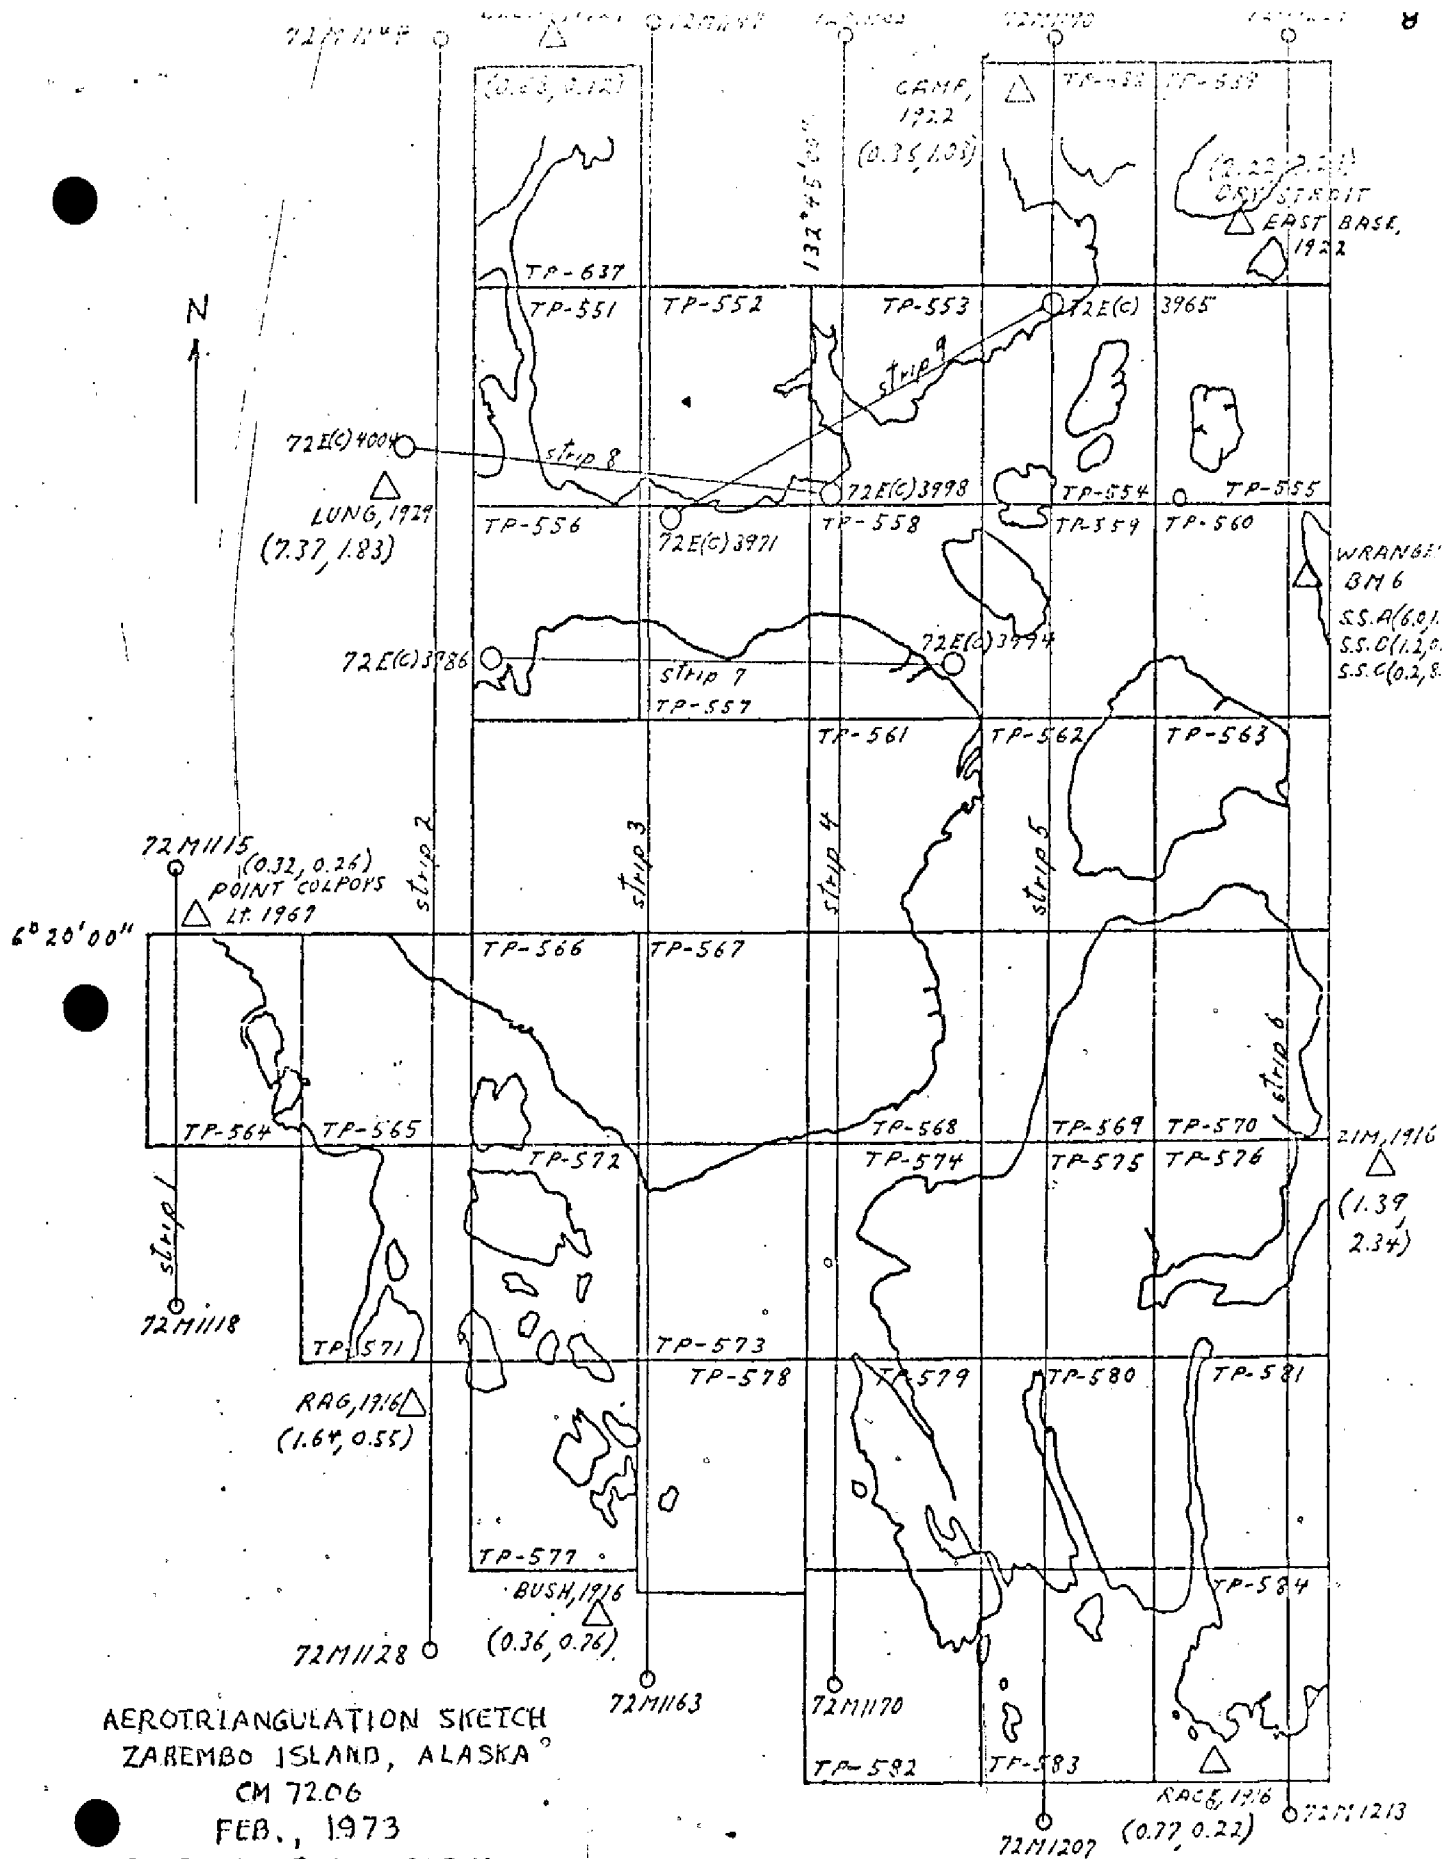 (0.63, 0.12)
CAMP,
1922
(0.35, 1.03)
TP-639
132°45'00"
DRY STRAIT
EAST BASE,
1922
N
TP-637
TP-551
TP-552
TP-553
72E(C) 3965
strip 9
72E(C)4004
strip 8
LUNG, 1929
(7.37, 1.83)
72E(C)3998
TP-554
TP-555
TP-556
72E(C)3971
TP-558
TP-559
TP-560
BM 6
72E(C)3986
72E(C)3994
strip 7
TP-557
TP-561
TP-562
TP-563
strip 2
strip 3
strip 4
strip 5
72M1115
(0.32, 0.26)
POINT COLPOYS
Lt. 1967
6°20'00"
TP-566
TP-567
strip 6
TP-564
TP-565
TP-568
TP-569
TP-570
TP-572
TP-574
TP-575
TP-576
ZIM, 1916
(1.39,
2.34)
strip 1
72M1118
TP-571
TP-573
TP-578
TP-579
TP-580
TP-581
RAG, 1916
(1.64, 0.55)
TP-577
BUSH, 1916
(0.36, 0.76)
TP-584
72M1128
72M1163
72M1170
TP-582
TP-583
RACE, 1916
(0.77, 0.22)
72M1207
72M1213
AEROTRIANGULATION SKETCH
ZAREMBO ISLAND, ALASKA
CM 7206
FEB., 1973